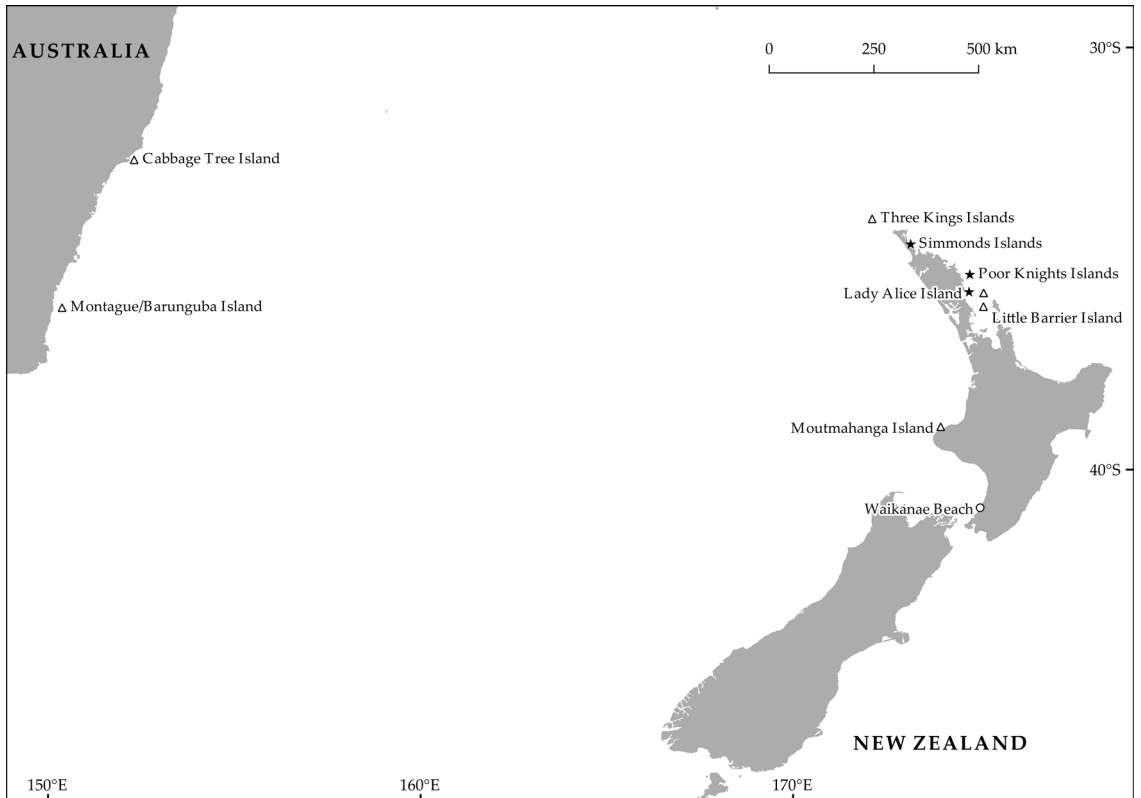 AUSTRALIA
0 250 500 km
30°S
Cabbage Tree Island
Three Kings Islands
Simmonds Islands
Poor Knights Islands
Lady Alice Island
Montague/Barunguba Island
Little Barrier Island
Moutmahanga Island
40°S
Waikanae Beach
NEW ZEALAND
150°E 160°E 170°E